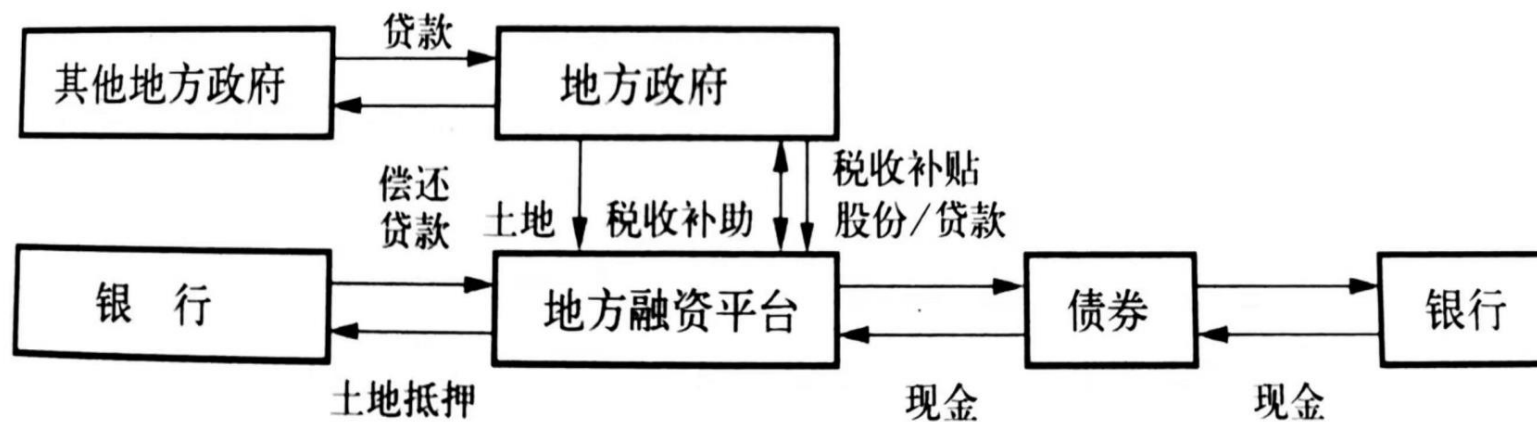 贷款
其他地方政府
地方政府
偿还
贷款
土地
税收补助
税收补贴
股份/贷款
银 行
地方融资平台
债券
银行
土地抵押
现金
现金